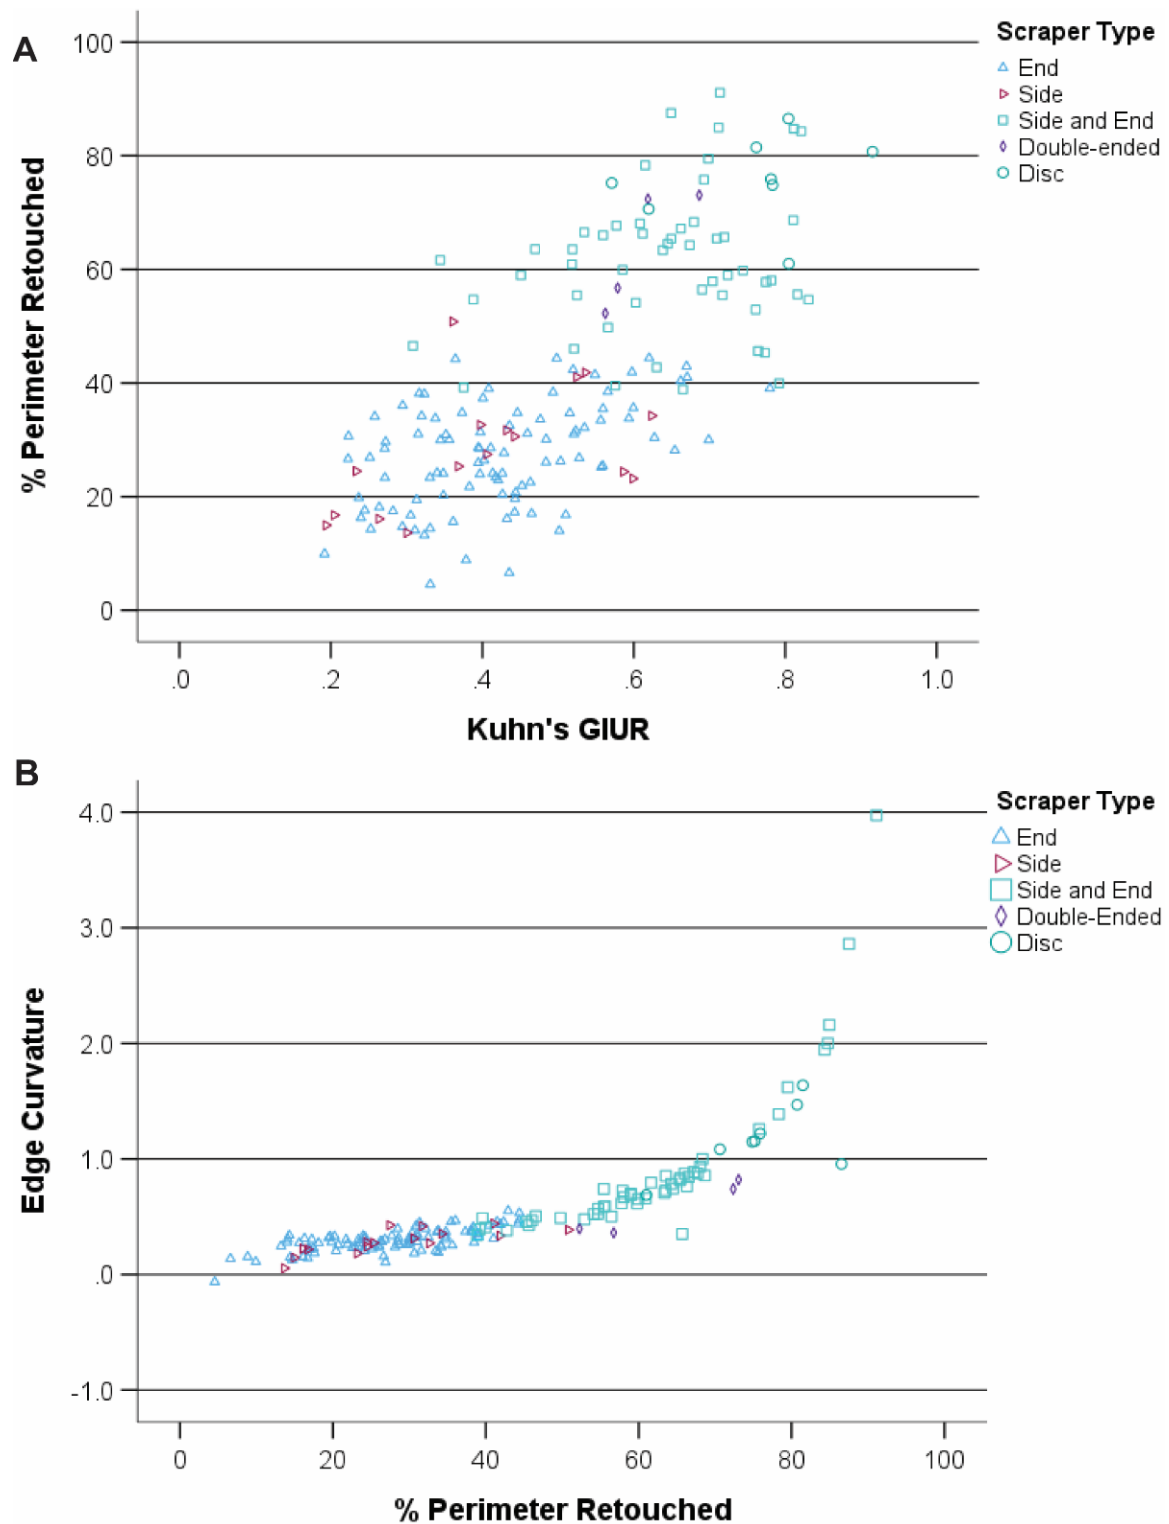 A
Scraper Type
End
Side
Side and End
Double-ended
Disc
% Perimeter Retouched
100
80
60
40
20
0
.0 .2 .4 .6 .8 1.0
Kuhn's GIUR
B
Scraper Type
End
Side
Side and End
Double-Ended
Disc
Edge Curvature
4.0
3.0
2.0
1.0
.0
-1.0
0 20 40 60 80 100
% Perimeter Retouched